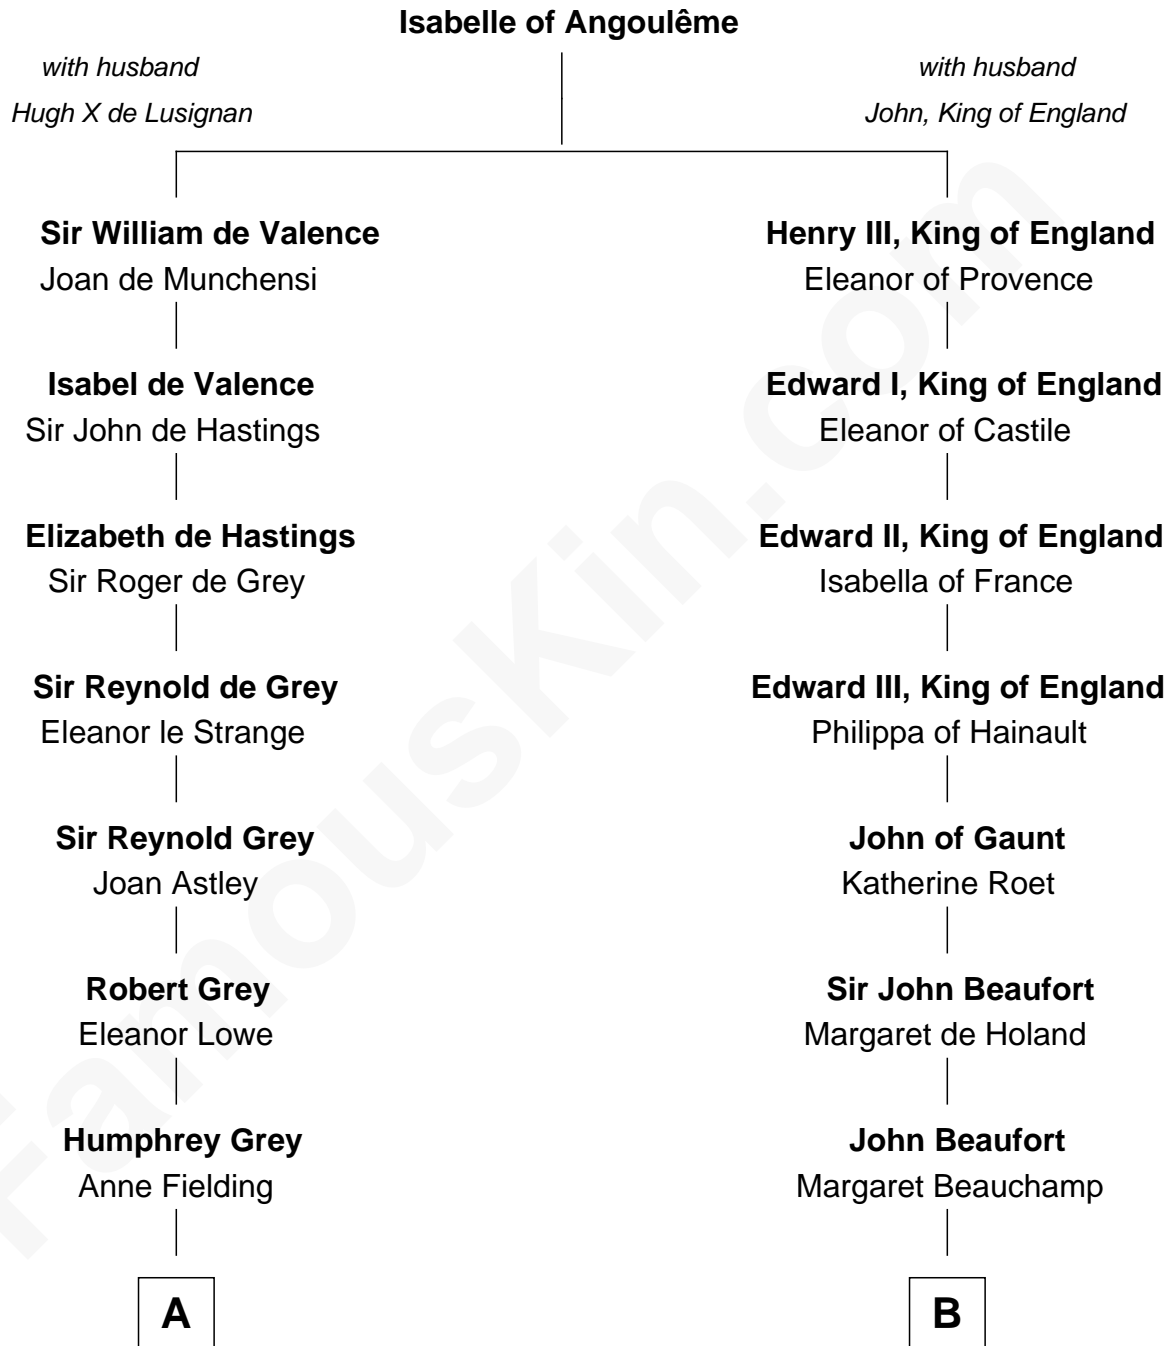 Isabelle of Angoulême
with husband
Hugh X de Lusignan
with husband
John, King of England
Sir William de Valence
Joan de Munchensi
Henry III, King of England
Eleanor of Provence
Isabel de Valence
Sir John de Hastings
Edward I, King of England
Eleanor of Castile
Elizabeth de Hastings
Sir Roger de Grey
Edward II, King of England
Isabella of France
Sir Reynold de Grey
Eleanor le Strange
Edward III, King of England
Philippa of Hainault
Sir Reynold Grey
Joan Astley
John of Gaunt
Katherine Roet
Robert Grey
Eleanor Lowe
Sir John Beaufort
Margaret de Holand
Humphrey Grey
Anne Fielding
John Beaufort
Margaret Beauchamp
A
B
FamousKin.com